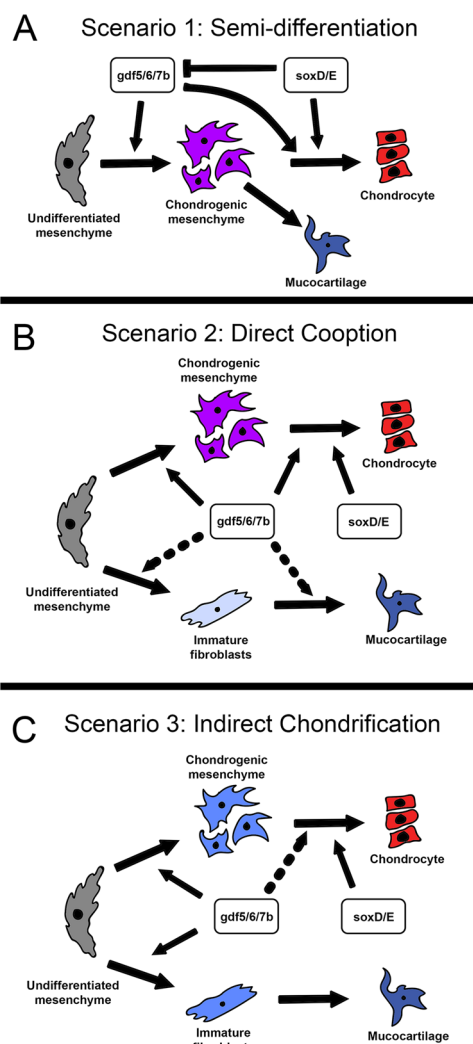 A
Scenario 1: Semi-differentiation
gdf5/6/7b
soxD/E
Undifferentiated
mesenchyme
Chondrogenic
mesenchyme
Chondrocyte
Mucocartilage
B
Scenario 2: Direct Cooption
Chondrogenic
mesenchyme
Chondrocyte
gdf5/6/7b
soxD/E
Undifferentiated
mesenchyme
Immature
fibroblasts
Mucocartilage
C
Scenario 3: Indirect Chondrification
Chondrogenic
mesenchyme
Chondrocyte
gdf5/6/7b
soxD/E
Undifferentiated
mesenchyme
Immature
Mucocartilage